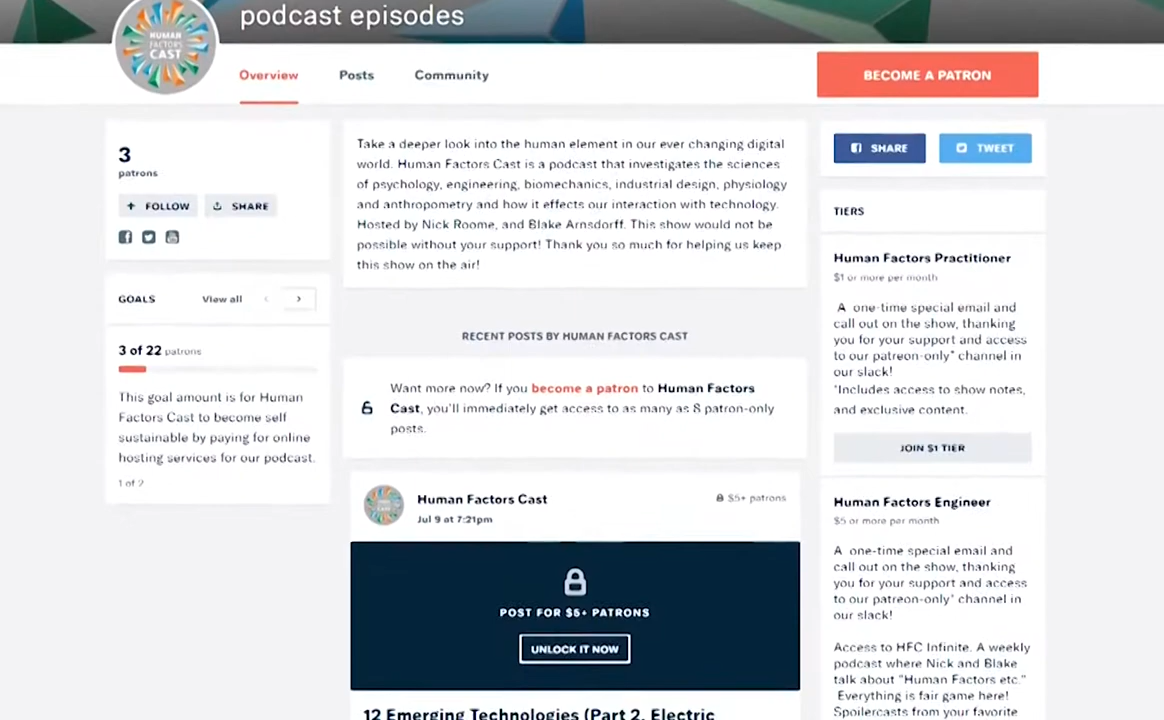 podcast episodes
HUMAN
FACTORS
CAST
Overview
Posts
Community
BECOME A PATRON
3
patrons
FOLLOW
SHARE
GOALS
View all
3 of 22 patrons
This goal amount is for Human
Factors Cast to become self
sustainable by paying for online
hosting services for our podcast.
1 of 2
Take a deeper look into the human element in our ever changing digital
world. Human Factors Cast is a podcast that investigates the sciences
of psychology, engineering, biomechanics, industrial design, physiology
and anthropometry and how it effects our interaction with technology.
Hosted by Nick Roome, and Blake Arnsdorff. This show would not be
possible without your support! Thank you so much for helping us keep
this show on the air!
RECENT POSTS BY HUMAN FACTORS CAST
Want more now? If you become a patron to Human Factors
Cast, you'll immediately get access to as many as 8 patron-only
posts.
Human Factors Cast
Jul 9 at 7:21pm
$5+ patrons
POST FOR $5+ PATRONS
UNLOCK IT NOW
12 Emerging Technologies (Part 2, Electric
SHARE
TWEET
TIERS
Human Factors Practitioner
$1 or more per month
A one-time special email and
call out on the show, thanking
you for your support and access
to our patreon-only* channel in
our slack!
*Includes access to show notes,
and exclusive content.
JOIN $1 TIER
Human Factors Engineer
$5 or more per month
A one-time special email and
call out on the show, thanking
you for your support and access
to our patreon-only* channel in
our slack!
Access to HFC Infinite. A weekly
podcast where Nick and Blake
talk about "Human Factors etc."
Everything is fair game here!
Spoilercasts from your favorite